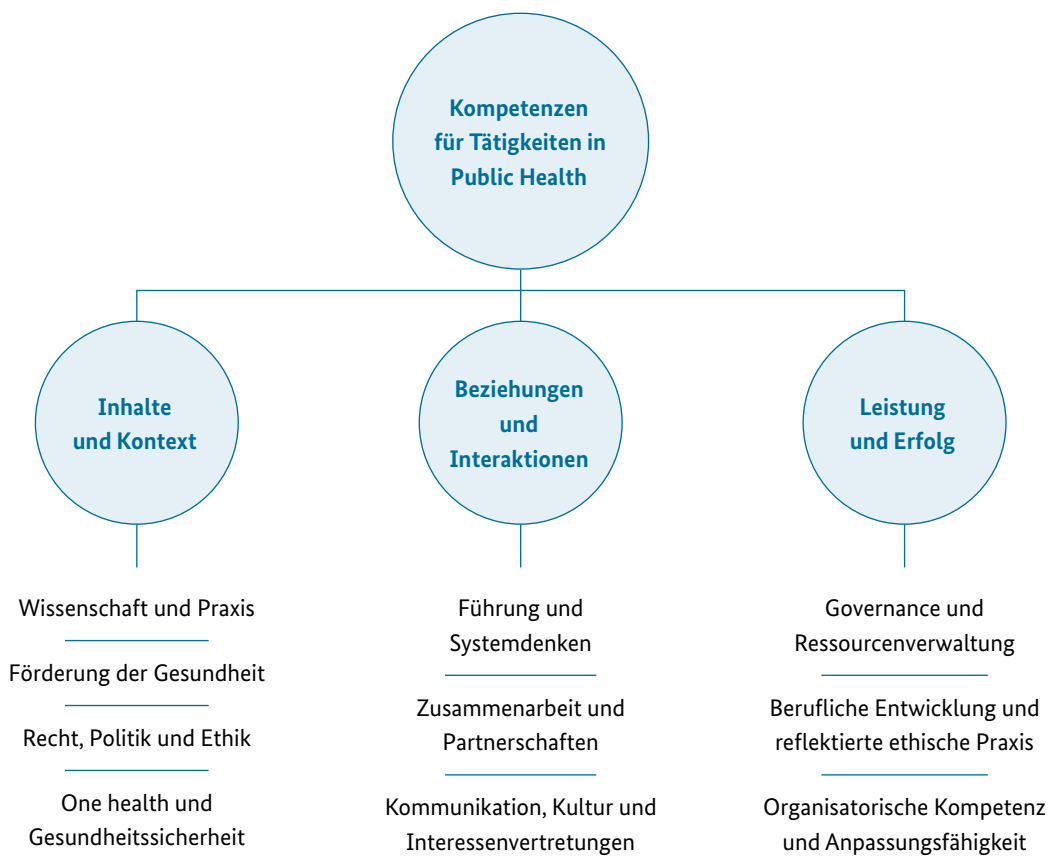 Kompetenzen
für Tätigkeiten in
Public Health
Inhalte
und Kontext
Wissenschaft und Praxis
Förderung der Gesundheit
Recht, Politik und Ethik
One health und
Gesundheitssicherheit
Beziehungen
und
Interaktionen
Führung und
Systemdenken
Zusammenarbeit und
Partnerschaften
Kommunikation, Kultur und
Interessenvertretungen
Leistung
und Erfolg
Governance und
Ressourcenverwaltung
Berufliche Entwicklung und
reflektierte ethische Praxis
Organisatorische Kompetenz
und Anpassungsfähigkeit